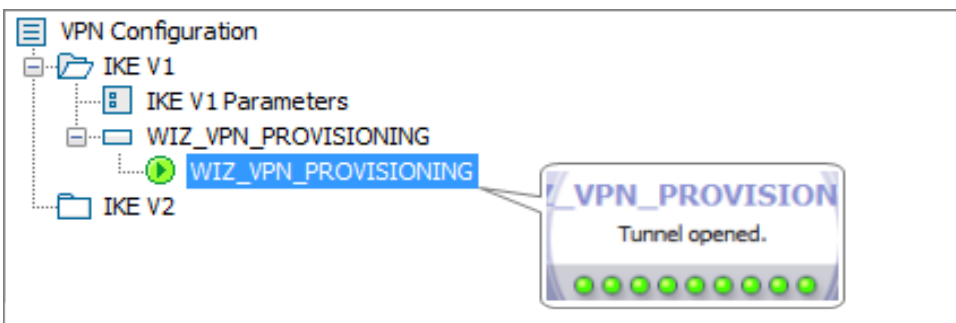 VPN Configuration
IKE V1
IKE V1 Parameters
WIZ_VPN_PROVISIONING
WIZ_VPN_PROVISIONING
IKE V2
_VPN_PROVISION
Tunnel opened.